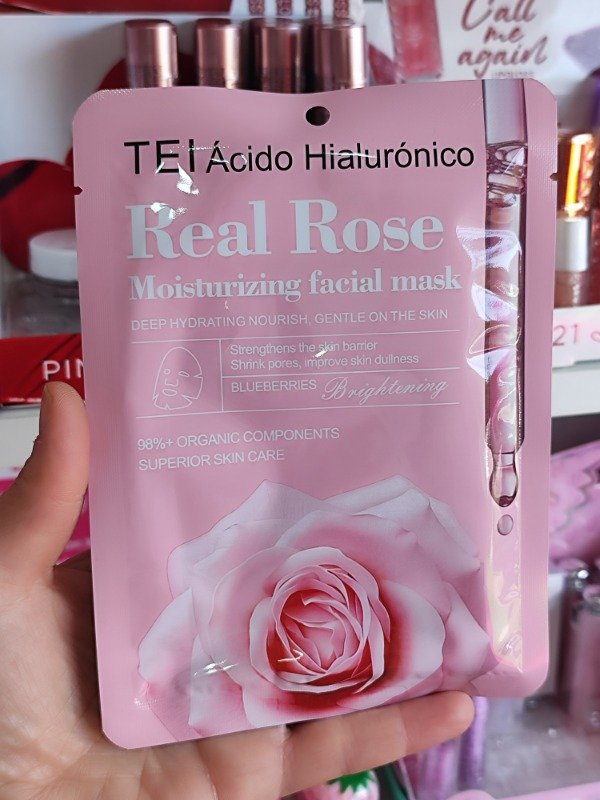 Call
me
again
TEI Ácido Hialurónico
Real Rose
Moisturizing facial mask
DEEP HYDRATING NOURISH, GENTLE ON THE SKIN
Strengthens the skin barrier
Shrink pores, improve skin dullness
BLUEBERRIES Brightening
98%+ ORGANIC COMPONENTS
SUPERIOR SKIN CARE
21